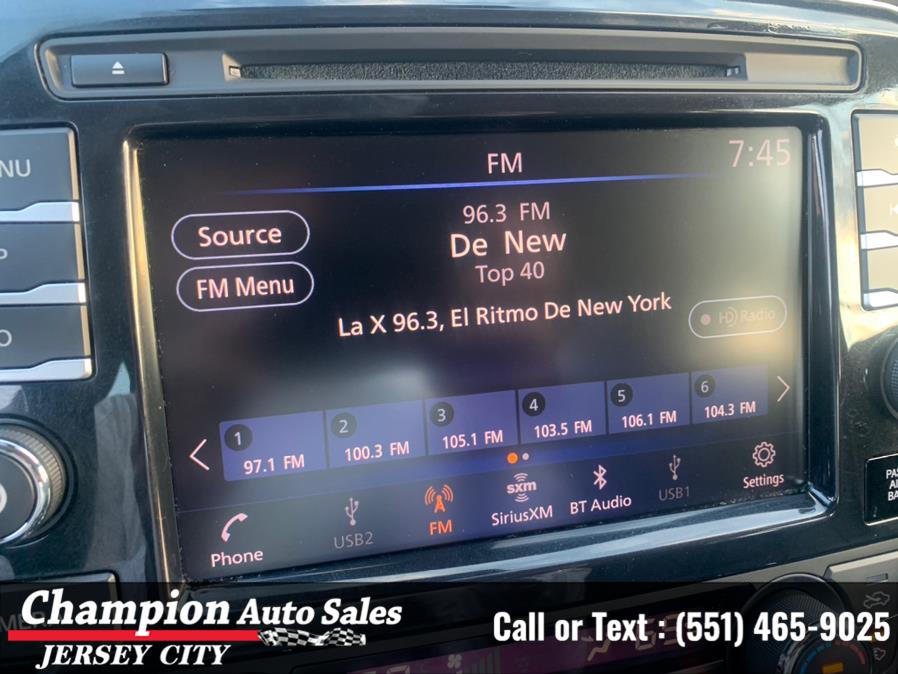 FM
7:45
Source
FM Menu
96.3 FM
De New
Top 40
La X 96.3, El Ritmo De New York
HD Radio
1
97.1 FM
2
100.3 FM
3
105.1 FM
4
103.5 FM
5
106.1 FM
6
104.3 FM
Phone
USB2
FM
sxm
SiriusXM
BT Audio
USB1
Settings
Champion Auto Sales
JERSEY CITY
Call or Text : (551) 465-9025